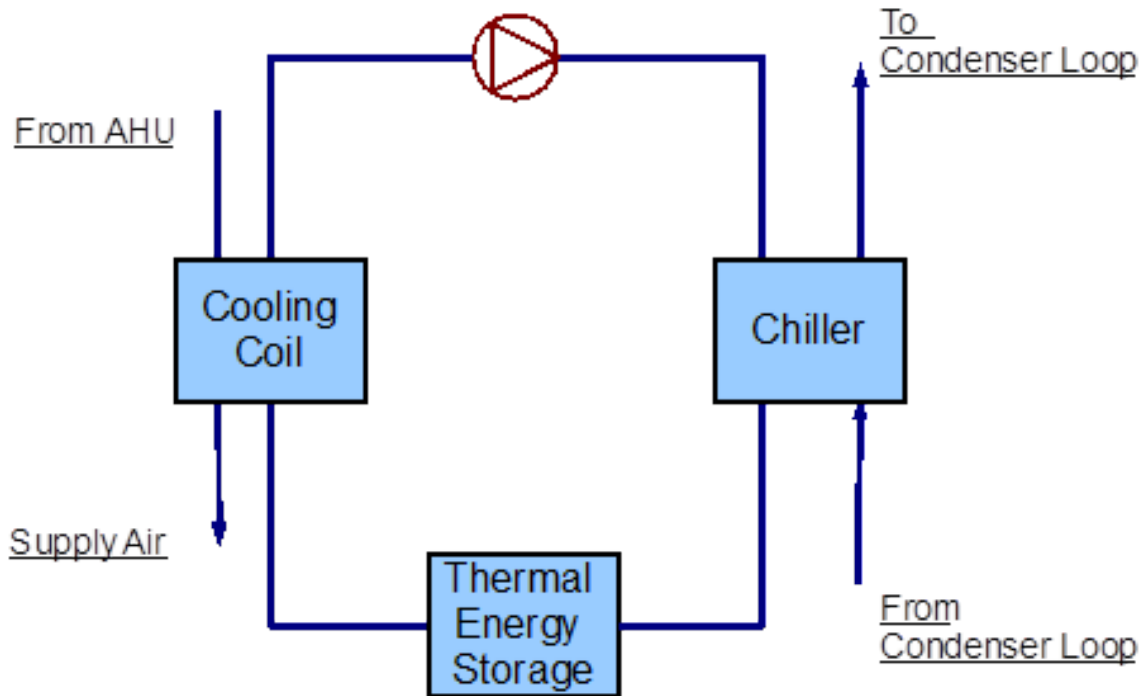 To
Condenser Loop
From AHU
Cooling
Coil
Chiller
Supply Air
Thermal
Energy
Storage
From
Condenser Loop